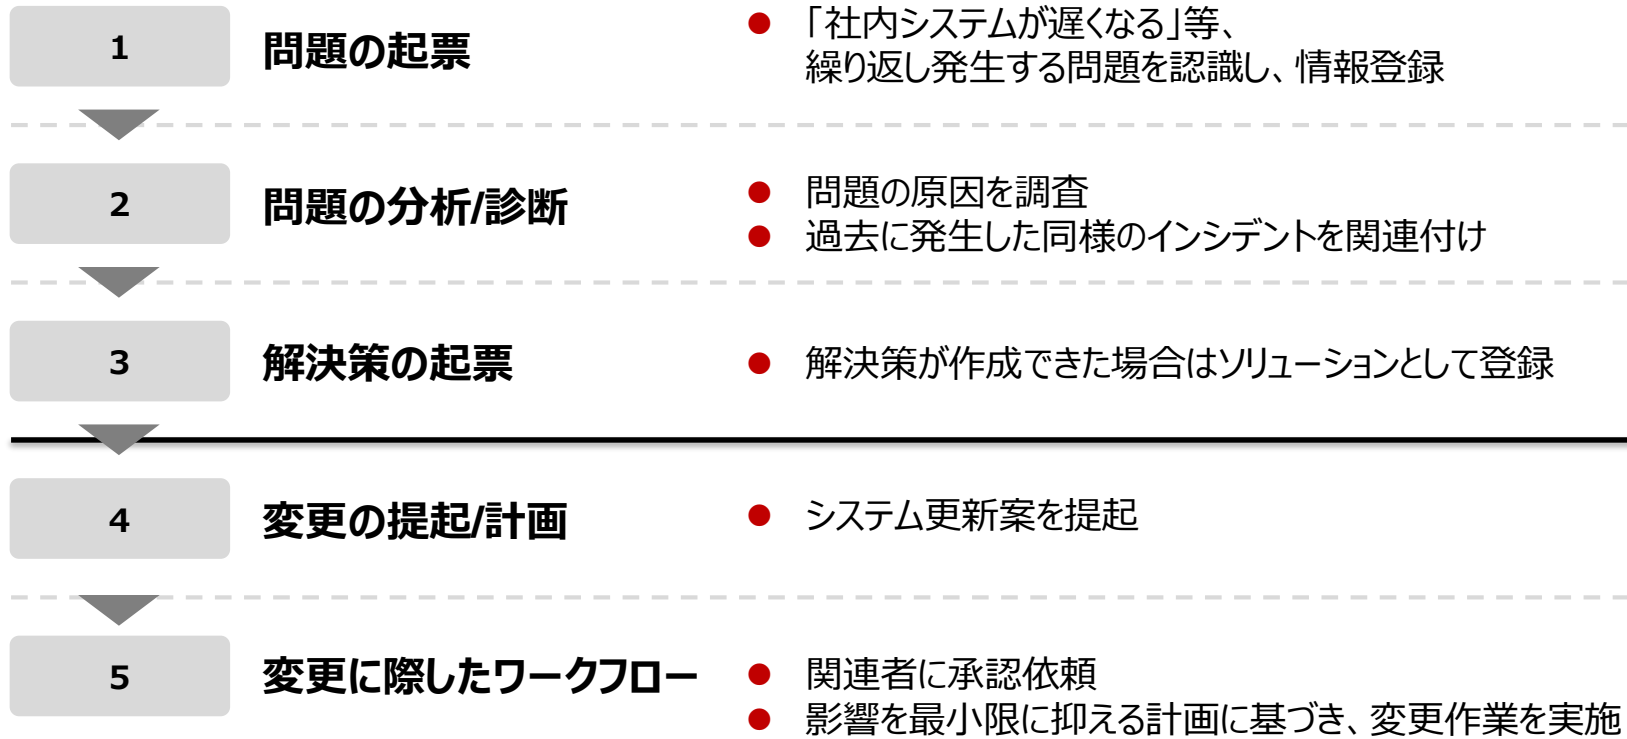 1
問題の起票
● 「社内システムが遅くなる」等、
繰り返し発生する問題を認識し、情報登録
2
問題の分析/診断
● 問題の原因を調査
● 過去に発生した同様のインシデントを関連付け
3
解決策の起票
● 解決策が作成できた場合はソリューションとして登録
4
変更の提起/計画
● システム更新案を提起
5
変更に際したワークフロー
● 関連者に承認依頼
● 影響を最小限に抑える計画に基づき、変更作業を実施